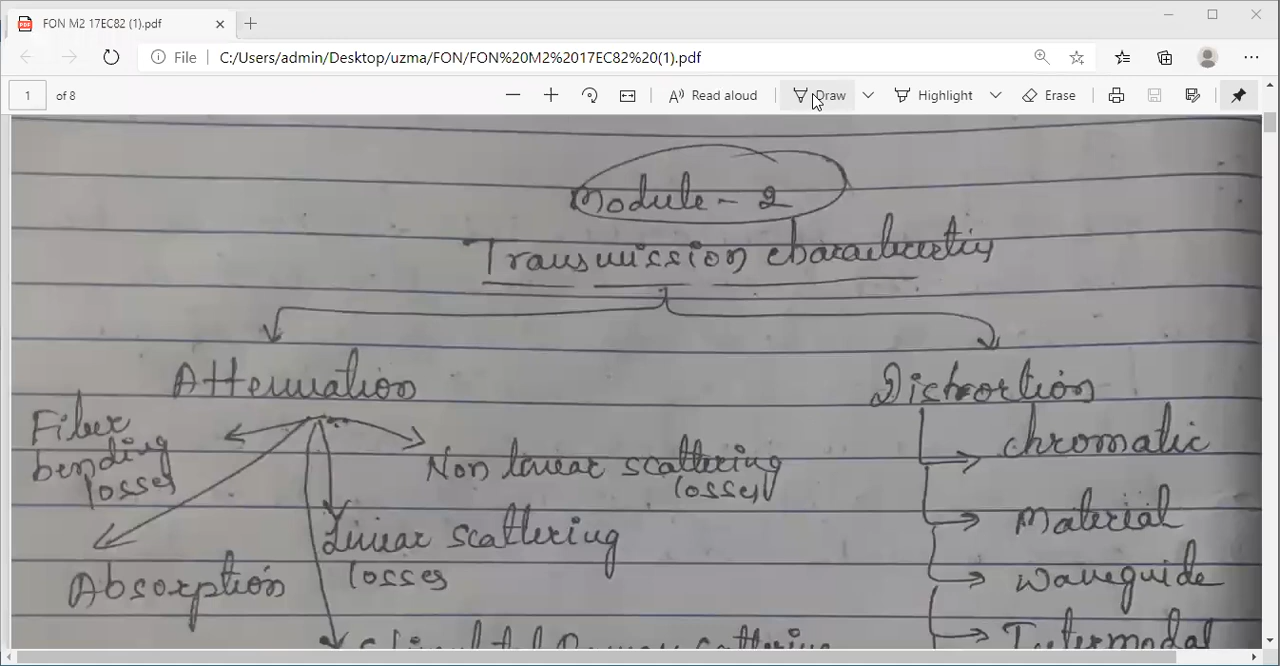 FON M2 17EC82 (1).pdf
File C:/Users/admin/Desktop/uzma/FON/FON%20M2%2017EC82%20(1).pdf
1 of 8 Read aloud Draw Highlight Erase
Module - 2
Transmission
Attenuation
Distrortion
Fiber bending losses
Non linear scattering losses
chromatic
Linear scattering losses
Material
Absorption
Waveguide
Intermodal